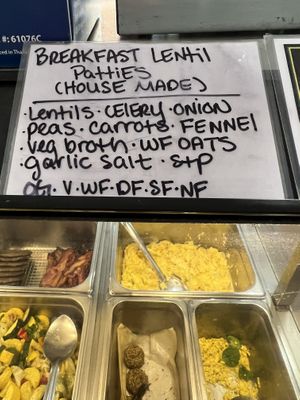 #: 61076C
BREAKFAST LENTIL
PATTIES
(HOUSE MADE)
·Lentils·CELERY·ONION
·peas·carrots·FENNEL
·veg broth·WF OATS
·garlic salt·S+P
V·WF·DF·SF·NF